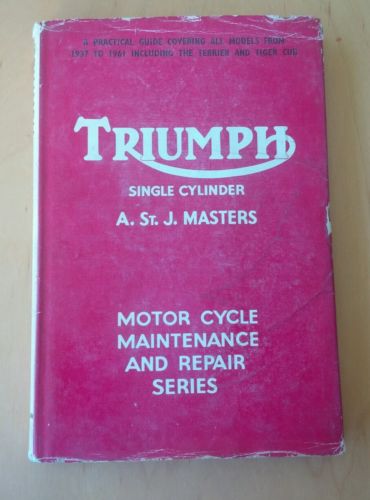 A PRACTICAL GUIDE COVERING ALL MODELS FROM
1937 TO 1961 INCLUDING THE TERRIER AND TIGER CUB
TRIUMPH
SINGLE CYLINDER
A. ST. J. MASTERS
MOTOR CYCLE
MAINTENANCE
AND REPAIR
SERIES